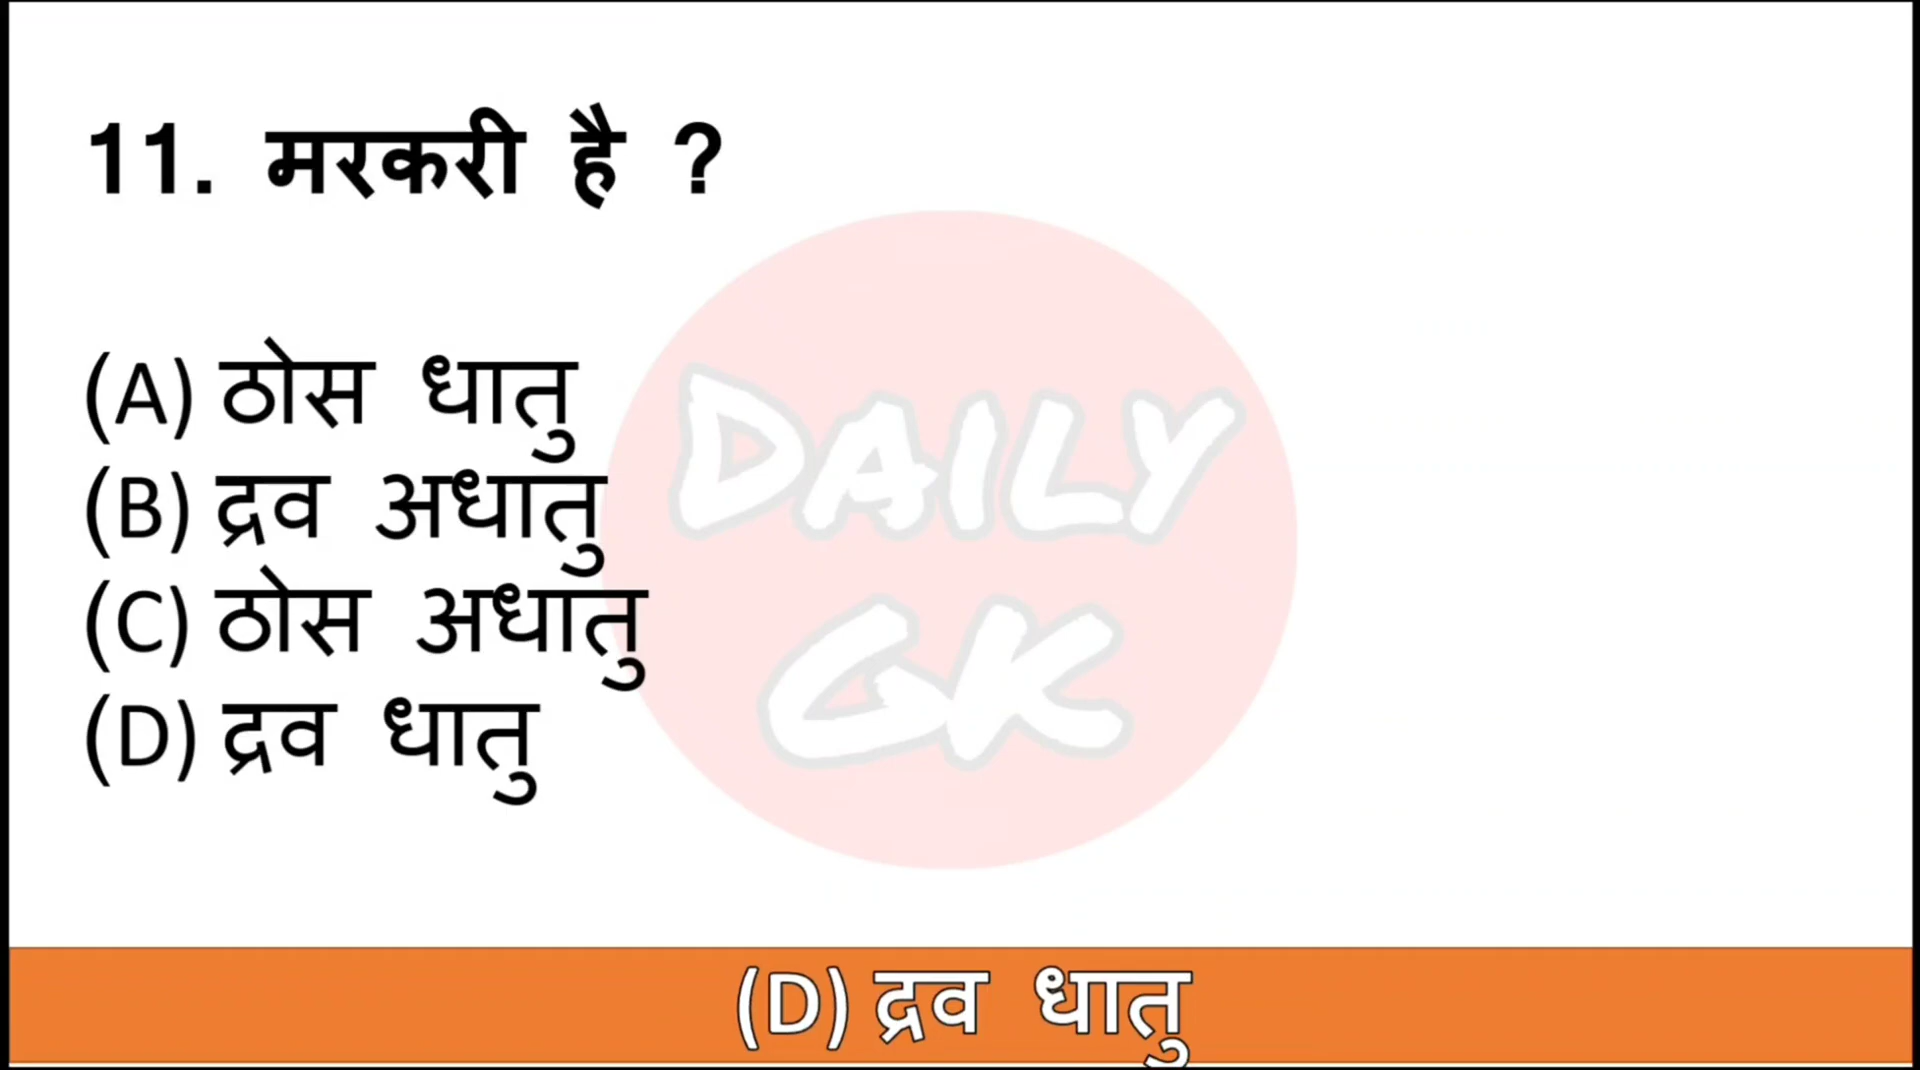 11. मरकरी है ?
(A) ठोस धातु
(B) द्रव अधातु
(C) ठोस अधातु
(D) द्रव धातु
DAILY
GK
(D) द्रव धातु